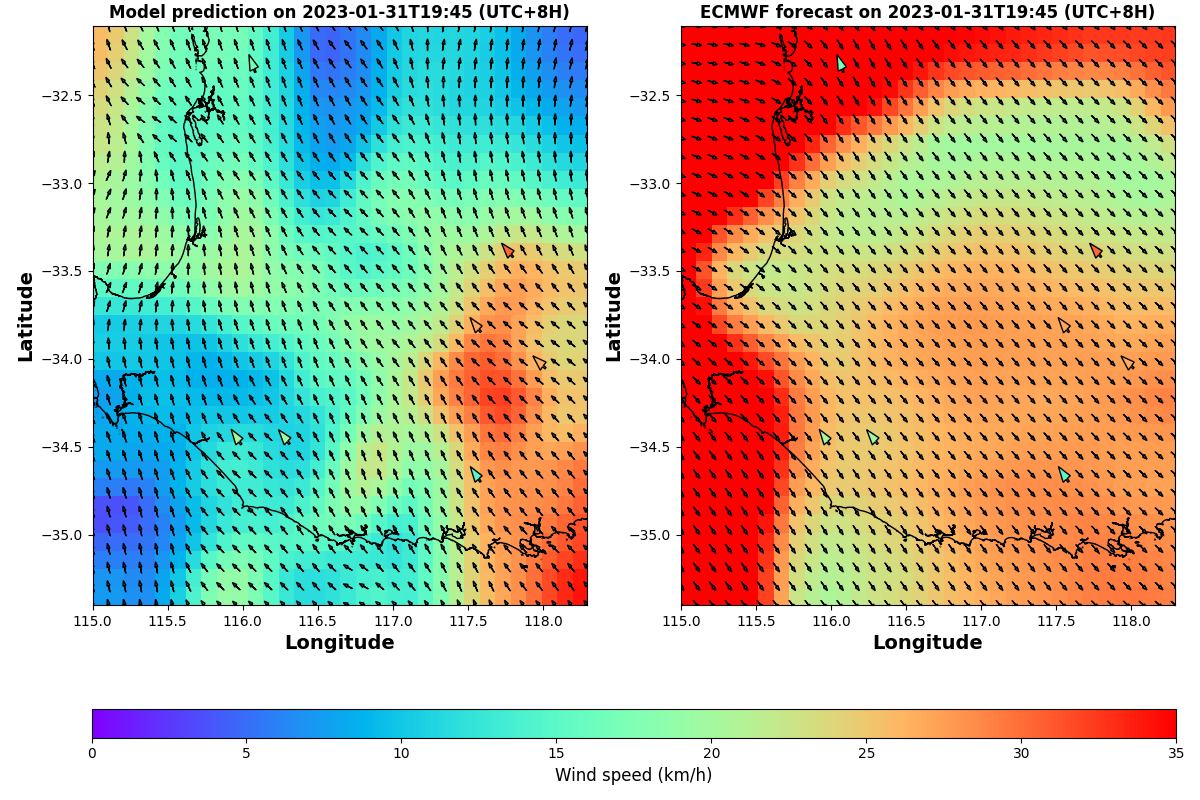 Model prediction on 2023-01-31T19:45 (UTC+8H)
ECMWF forecast on 2023-01-31T19:45 (UTC+8H)
Latitude
−32.5
−33.0
−33.5
−34.0
−34.5
−35.0
115.0 115.5 116.0 116.5 117.0 117.5 118.0
Longitude
Latitude
−32.5
−33.0
−33.5
−34.0
−34.5
−35.0
115.0 115.5 116.0 116.5 117.0 117.5 118.0
Longitude
0 5 10 15 20 25 30 35
Wind speed (km/h)